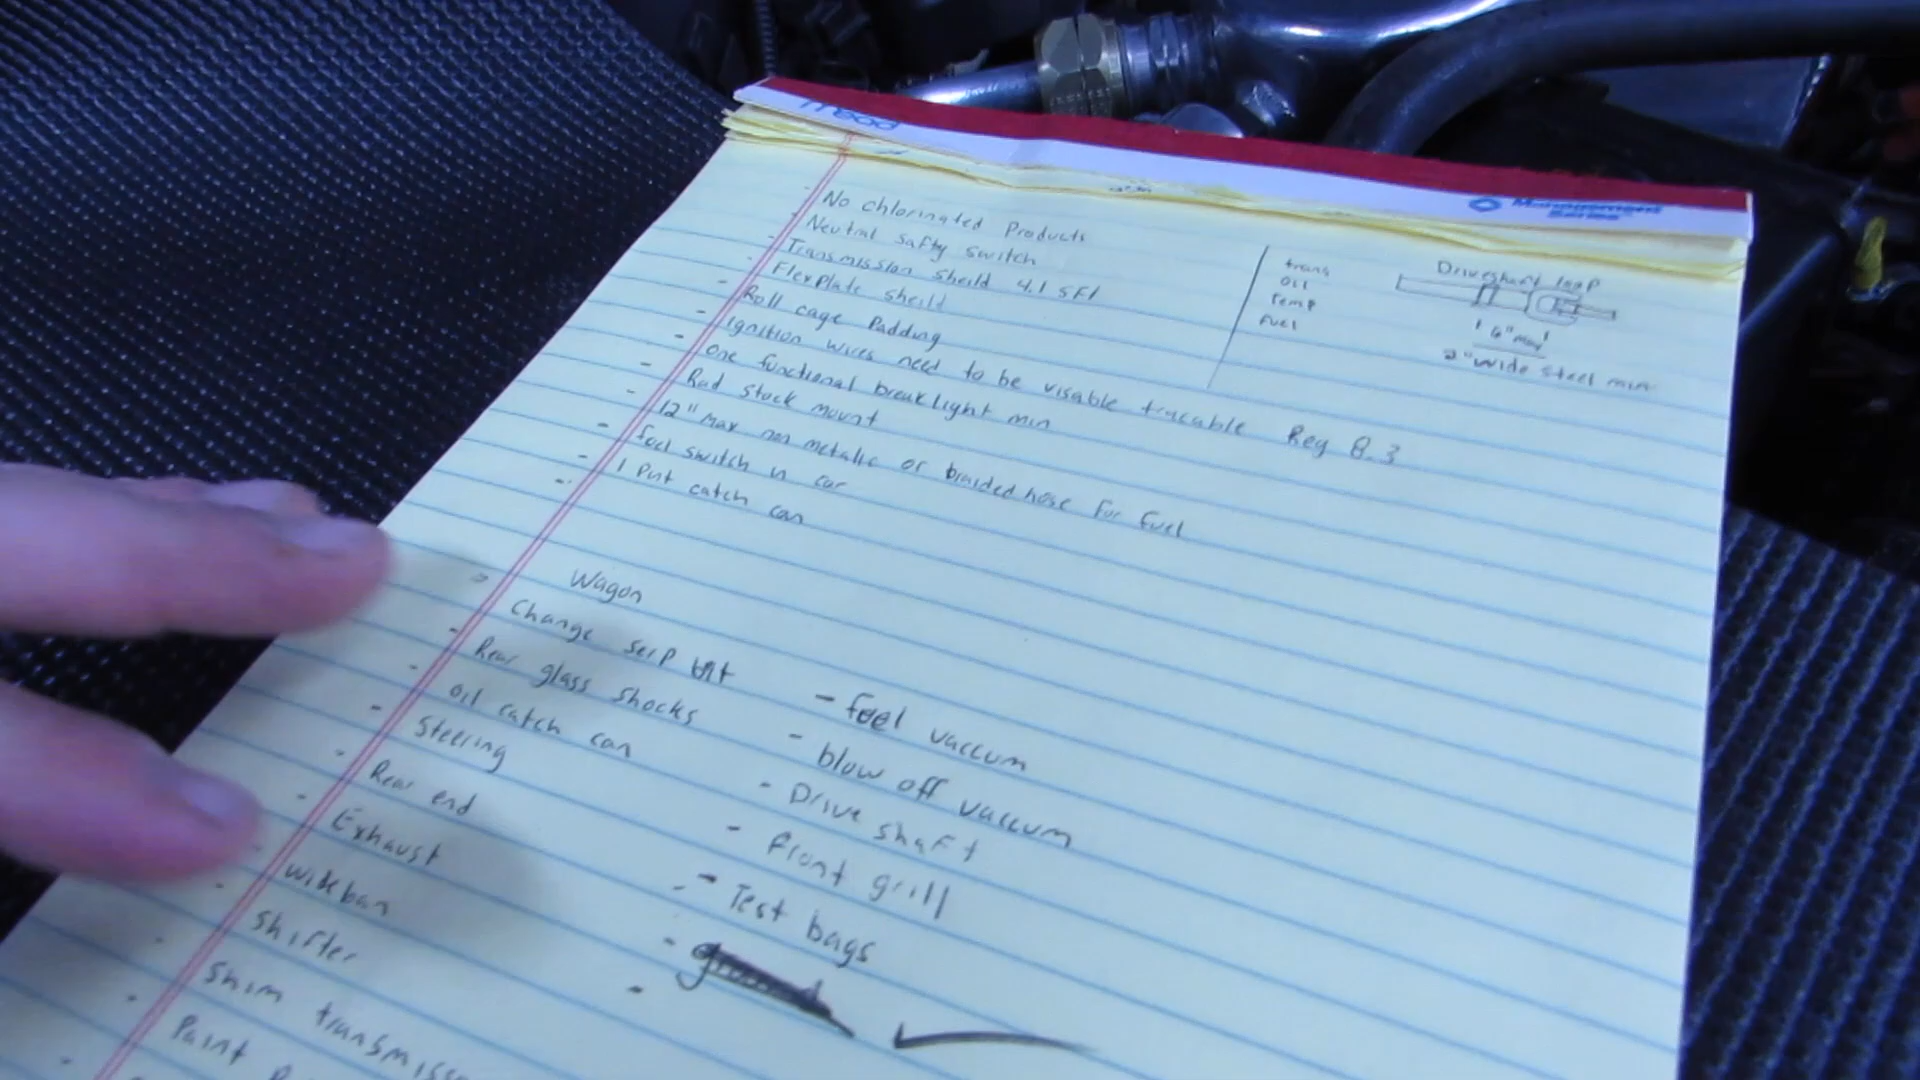 mead
Management
Series
- No chlorinated Products
- Neutral safty switch
- Transmission sheild 4.1 SFI
- Flexplate sheild
- Roll cage Padding
- Ignition wires need to be visable tracable Reg 8.3
- One functional break light min
- Rad stock mount
- 12" Max non metalic or braided hose for fuel
- fuel switch in car
- 1 Pint catch can
trans
oil
Temp
fuel
Driveshaft loop
6" max
2" wide steel min
Wagon
- Change serp belt
- Rear glass shocks
- oil catch can
- Steering
- Rear end
- Exhaust
- wideban
- Shifter
- Shim transmiss
- Paint
- fuel vaccum
- blow off vaccum
- Drive shaft
- front grill
- Test bags